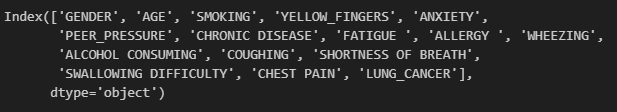 Index(['GENDER', 'AGE', 'SMOKING', 'YELLOW_FINGERS', 'ANXIETY',
       'PEER_PRESSURE', 'CHRONIC DISEASE', 'FATIGUE ', 'ALLERGY ', 'WHEEZING',
       'ALCOHOL CONSUMING', 'COUGHING', 'SHORTNESS OF BREATH',
       'SWALLOWING DIFFICULTY', 'CHEST PAIN', 'LUNG_CANCER'],
      dtype='object')